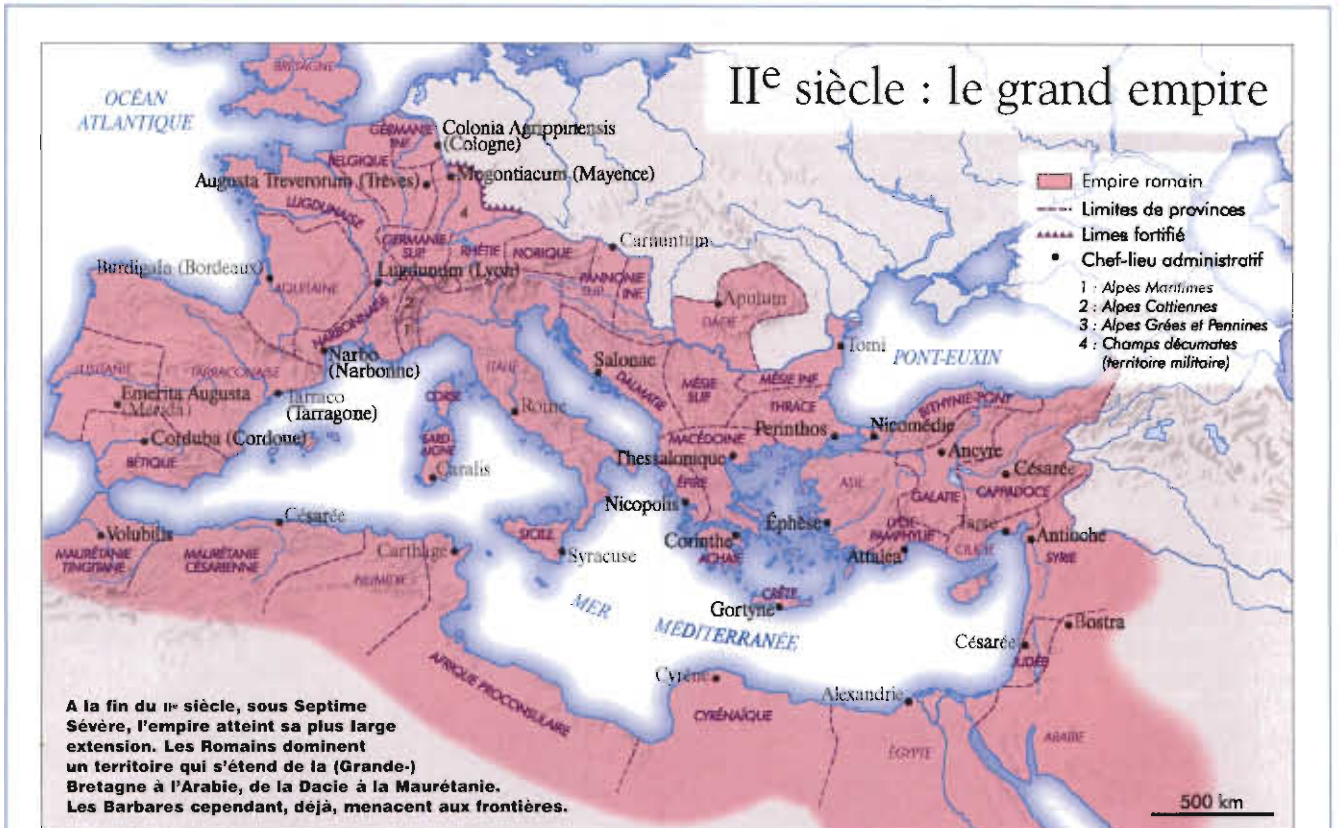 IIe siècle : le grand empire
OCÉAN
ATLANTIQUE
BRETAGNE
GERMANIE
INF
Colonia Agrippinensis
(Cologne)
BELGIQUE
Mogontiacum (Mayence)
Augusta Treverorum (Trèves)
LUGDUNAISE
4
GERMANIE
SUP
RHÉTIE
NORIQUE
Carnuntum
Burdigala (Bordeaux)
AQUITAINE
Lugdunum (Lyon)
PANNONIE
SUP
INF
2
1
NARBONNAISE
Apulum
DACIE
Narbo
(Narbonne)
ITALIE
Salonae
DALMATIE
MÉSIE
SUP
MÉSIE INF
Tomi
PONT-EUXIN
LUSITANIE
TARRACONAISE
Emerita Augusta
(Mérida)
Tarraco
(Tarragone)
CORSE
Rome
THRACE
BITHYNIE-PONT
Corduba (Cordoue)
BÉTIQUE
SARD-
AIGNE
Caralis
MACÉDOINE
Perinthos
Nicomédie
Thessalonique
Ancyre
Césarée
ÉPIRE
ASIE
GALATIE
CAPPADOCE
Nicopolis
Volubilis
Césarée
SICILE
Éphèse
PAMPHYLIE
Tarse
Antioche
MAURÉTANIE
TINGITANE
MAURÉTANIE
CÉSARIENNE
Carthage
Syracuse
Corinthe
ACHAIE
Attalea
CILICIE
SYRIE
NUMIDIE
CRÈTE
Gortyne
MER MÉDITERRANÉE
Césarée
Bostra
JUDÉE
AFRIQUE PROCONSULAIRE
Cyrène
CYRÉNAÏQUE
Alexandrie
ÉGYPTE
ARABIE
Empire romain
Limites de provinces
Limes fortifié
Chef-lieu administratif
1 : Alpes Maritimes
2 : Alpes Cottiennes
3 : Alpes Grées et Pennines
4 : Champs décumates
(territoire militaire)
A la fin du IIe siècle, sous Septime
Sévère, l'empire atteint sa plus large
extension. Les Romains dominent
un territoire qui s'étend de la (Grande-)
Bretagne à l'Arabie, de la Dacie à la Maurétanie.
Les Barbares cependant, déjà, menacent aux frontières.
500 km